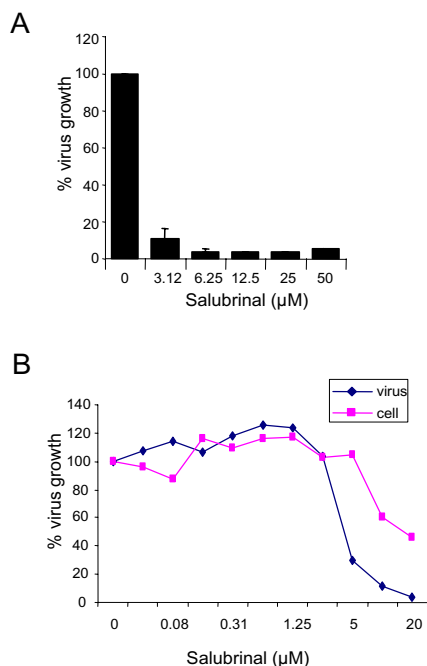 A
120
100
80
60
40
20
0
% virus growth
0 3.12 6.25 12.5 25 50
Salubrinal (µM)
B
virus
cell
140
120
100
80
60
40
20
0
% virus growth
0 0.08 0.31 1.25 5 20
Salubrinal (µM)